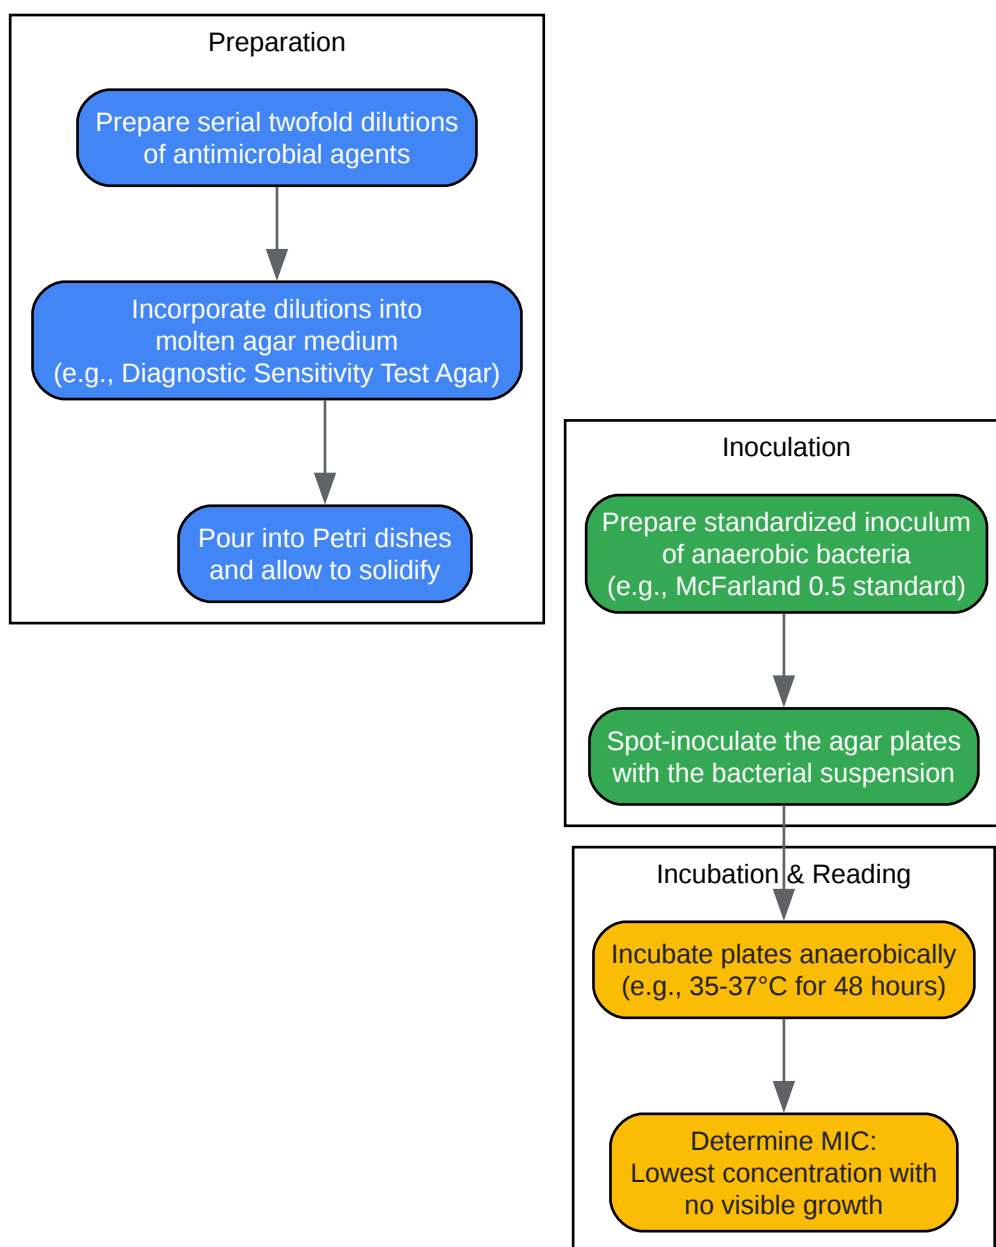 Preparation
Prepare serial twofold dilutions
of antimicrobial agents
Incorporate dilutions into
molten agar medium
(e.g., Diagnostic Sensitivity Test Agar)
Pour into Petri dishes
and allow to solidify
Inoculation
Prepare standardized inoculum
of anaerobic bacteria
(e.g., McFarland 0.5 standard)
Spot-inoculate the agar plates
with the bacterial suspension
Incubation & Reading
Incubate plates anaerobically
(e.g., 35-37°C for 48 hours)
Determine MIC:
Lowest concentration with
no visible growth